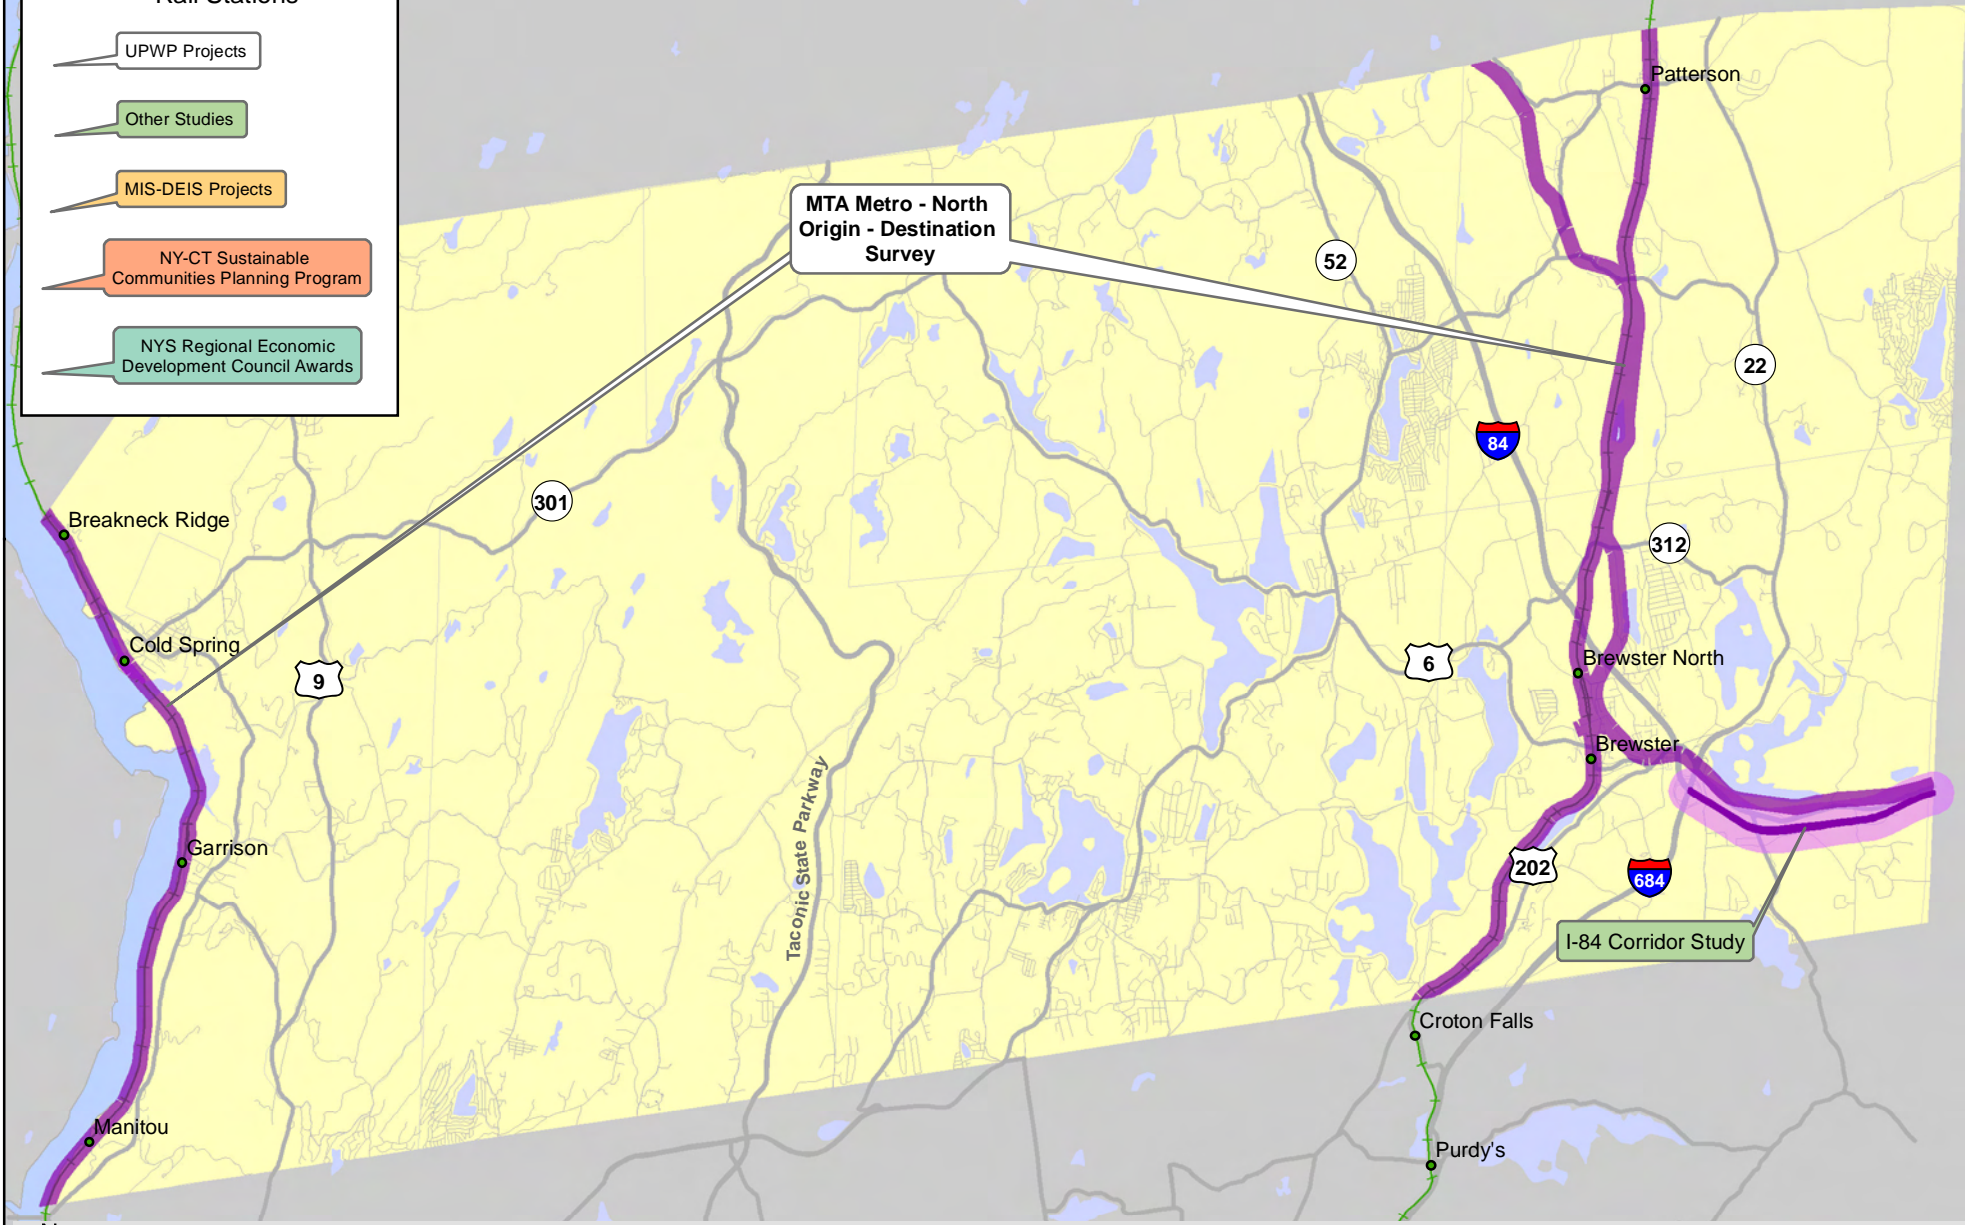 Rail Stations
UPWP Projects
Other Studies
MIS-DEIS Projects
NY-CT Sustainable
Communities Planning Program
NYS Regional Economic
Development Council Awards
MTA Metro - North
Origin - Destination
Survey
Patterson
52
22
84
301
Breakneck Ridge
312
Cold Spring
9
6
Brewster North
Brewster
Taconic State Parkway
Garrison
202
684
I-84 Corridor Study
Croton Falls
Manitou
Purdy's